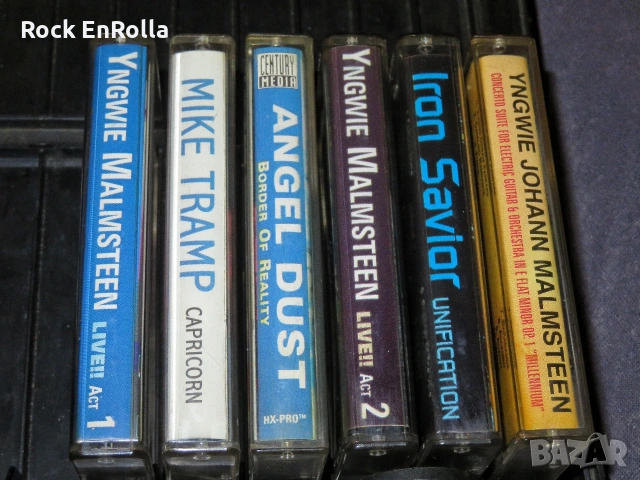 Rock EnRolla
YNGWIE MALMSTEEN LIVE!! ACT 1
MIKE TRAMP CAPRICORN
CENTURY
MEDIA
ANGEL DUST
BORDER OF REALITY
HX-PRO™
YNGWIE MALMSTEEN LIVE!! ACT 2
Iron Savior UNIFICATION
YNGWIE JOHANN MALMSTEEN
CONCERTO SUITE FOR ELECTRIC GUITAR & ORCHESTRA IN E FLAT MINOR OP. 1 "MILLENNIUM"
BAZAR